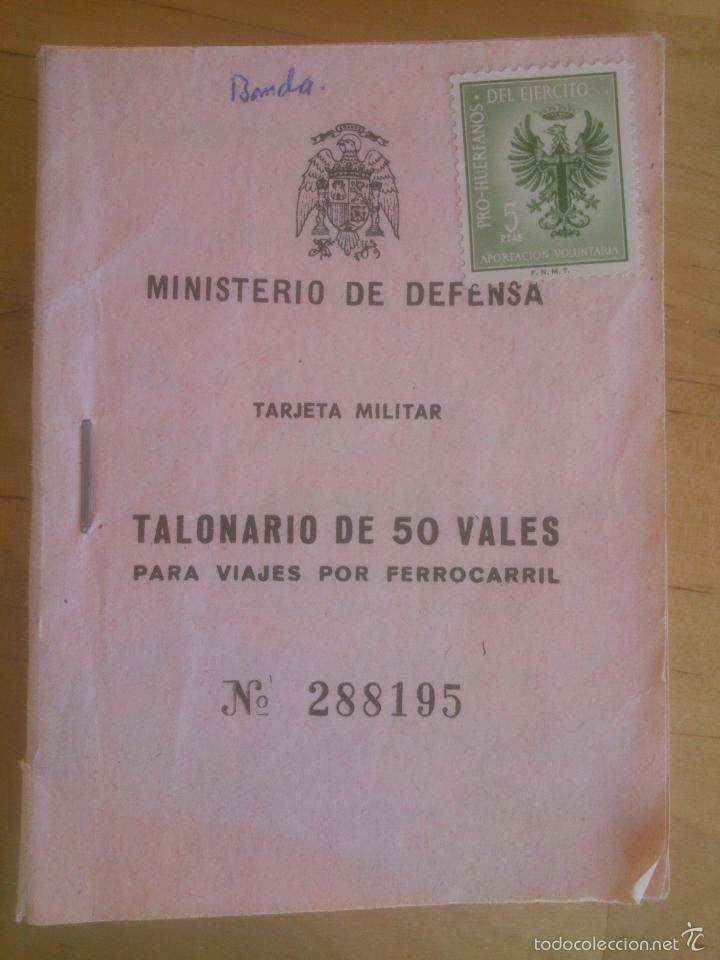 Banda.
PRO-HUERFANOS · DEL EJERCITO
5
PTAS
APORTACION VOLUNTARIA
F.N.M.T.
MINISTERIO DE DEFENSA
TARJETA MILITAR
TALONARIO DE 50 VALES
PARA VIAJES POR FERROCARRIL
Nº 288195
todocoleccion.net